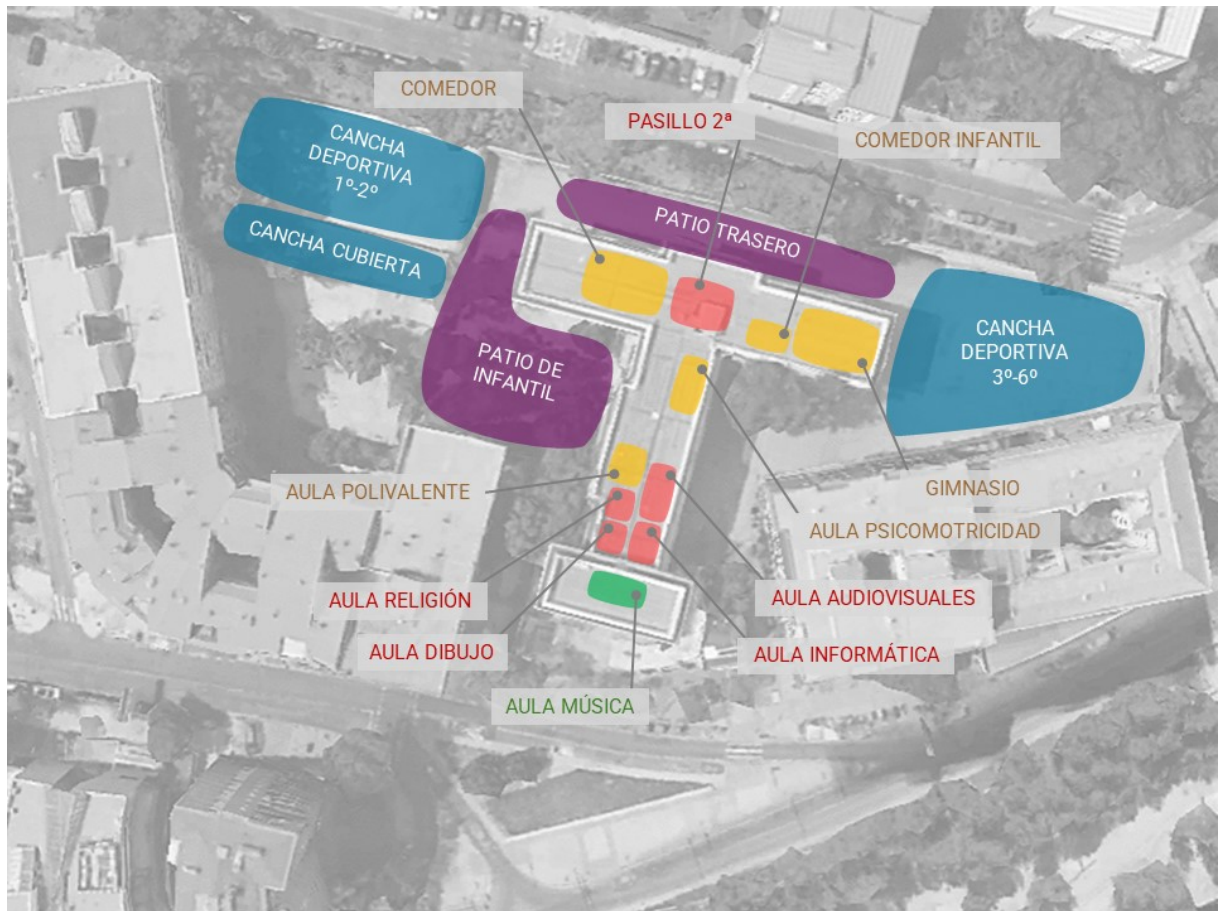 COMEDOR
PASILLO 2ª
COMEDOR INFANTIL
CANCHA
DEPORTIVA
1º-2º
CANCHA CUBIERTA
PATIO TRASERO
PATIO DE
INFANTIL
CANCHA
DEPORTIVA
3º-6º
AULA POLIVALENTE
GIMNASIO
AULA PSICOMOTRICIDAD
AULA RELIGIÓN
AULA AUDIOVISUALES
AULA DIBUJO
AULA INFORMÁTICA
AULA MÚSICA